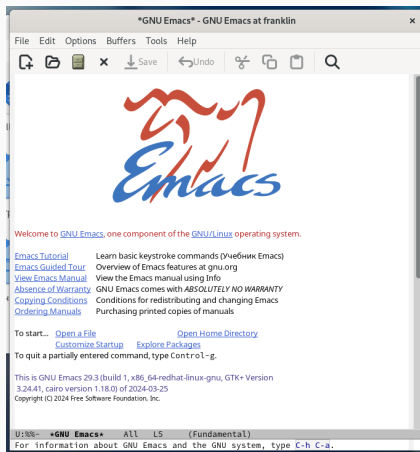 *GNU Emacs* - GNU Emacs at franklin
File Edit Options Buffers Tools Help
Save Undo
Emacs
Welcome to GNU Emacs, one component of the GNU/Linux operating system.
Emacs Tutorial Learn basic keystroke commands (Учебник Emacs)
Emacs Guided Tour Overview of Emacs features at gnu.org
View Emacs Manual View the Emacs manual using Info
Absence of Warranty GNU Emacs comes with ABSOLUTELY NO WARRANTY
Copying Conditions Conditions for redistributing and changing Emacs
Ordering Manuals Purchasing printed copies of manuals
To start... Open a File Open Home Directory
Customize Startup Explore Packages
To quit a partially entered command, type Control-g.
This is GNU Emacs 29.3 (build 1, x86_64-redhat-linux-gnu, GTK+ Version
3.24.41, cairo version 1.18.0) of 2024-03-25
Copyright (C) 2024 Free Software Foundation, Inc.
U:%%- *GNU Emacs* All L5 (Fundamental)
For information about GNU Emacs and the GNU system, type C-h C-a.